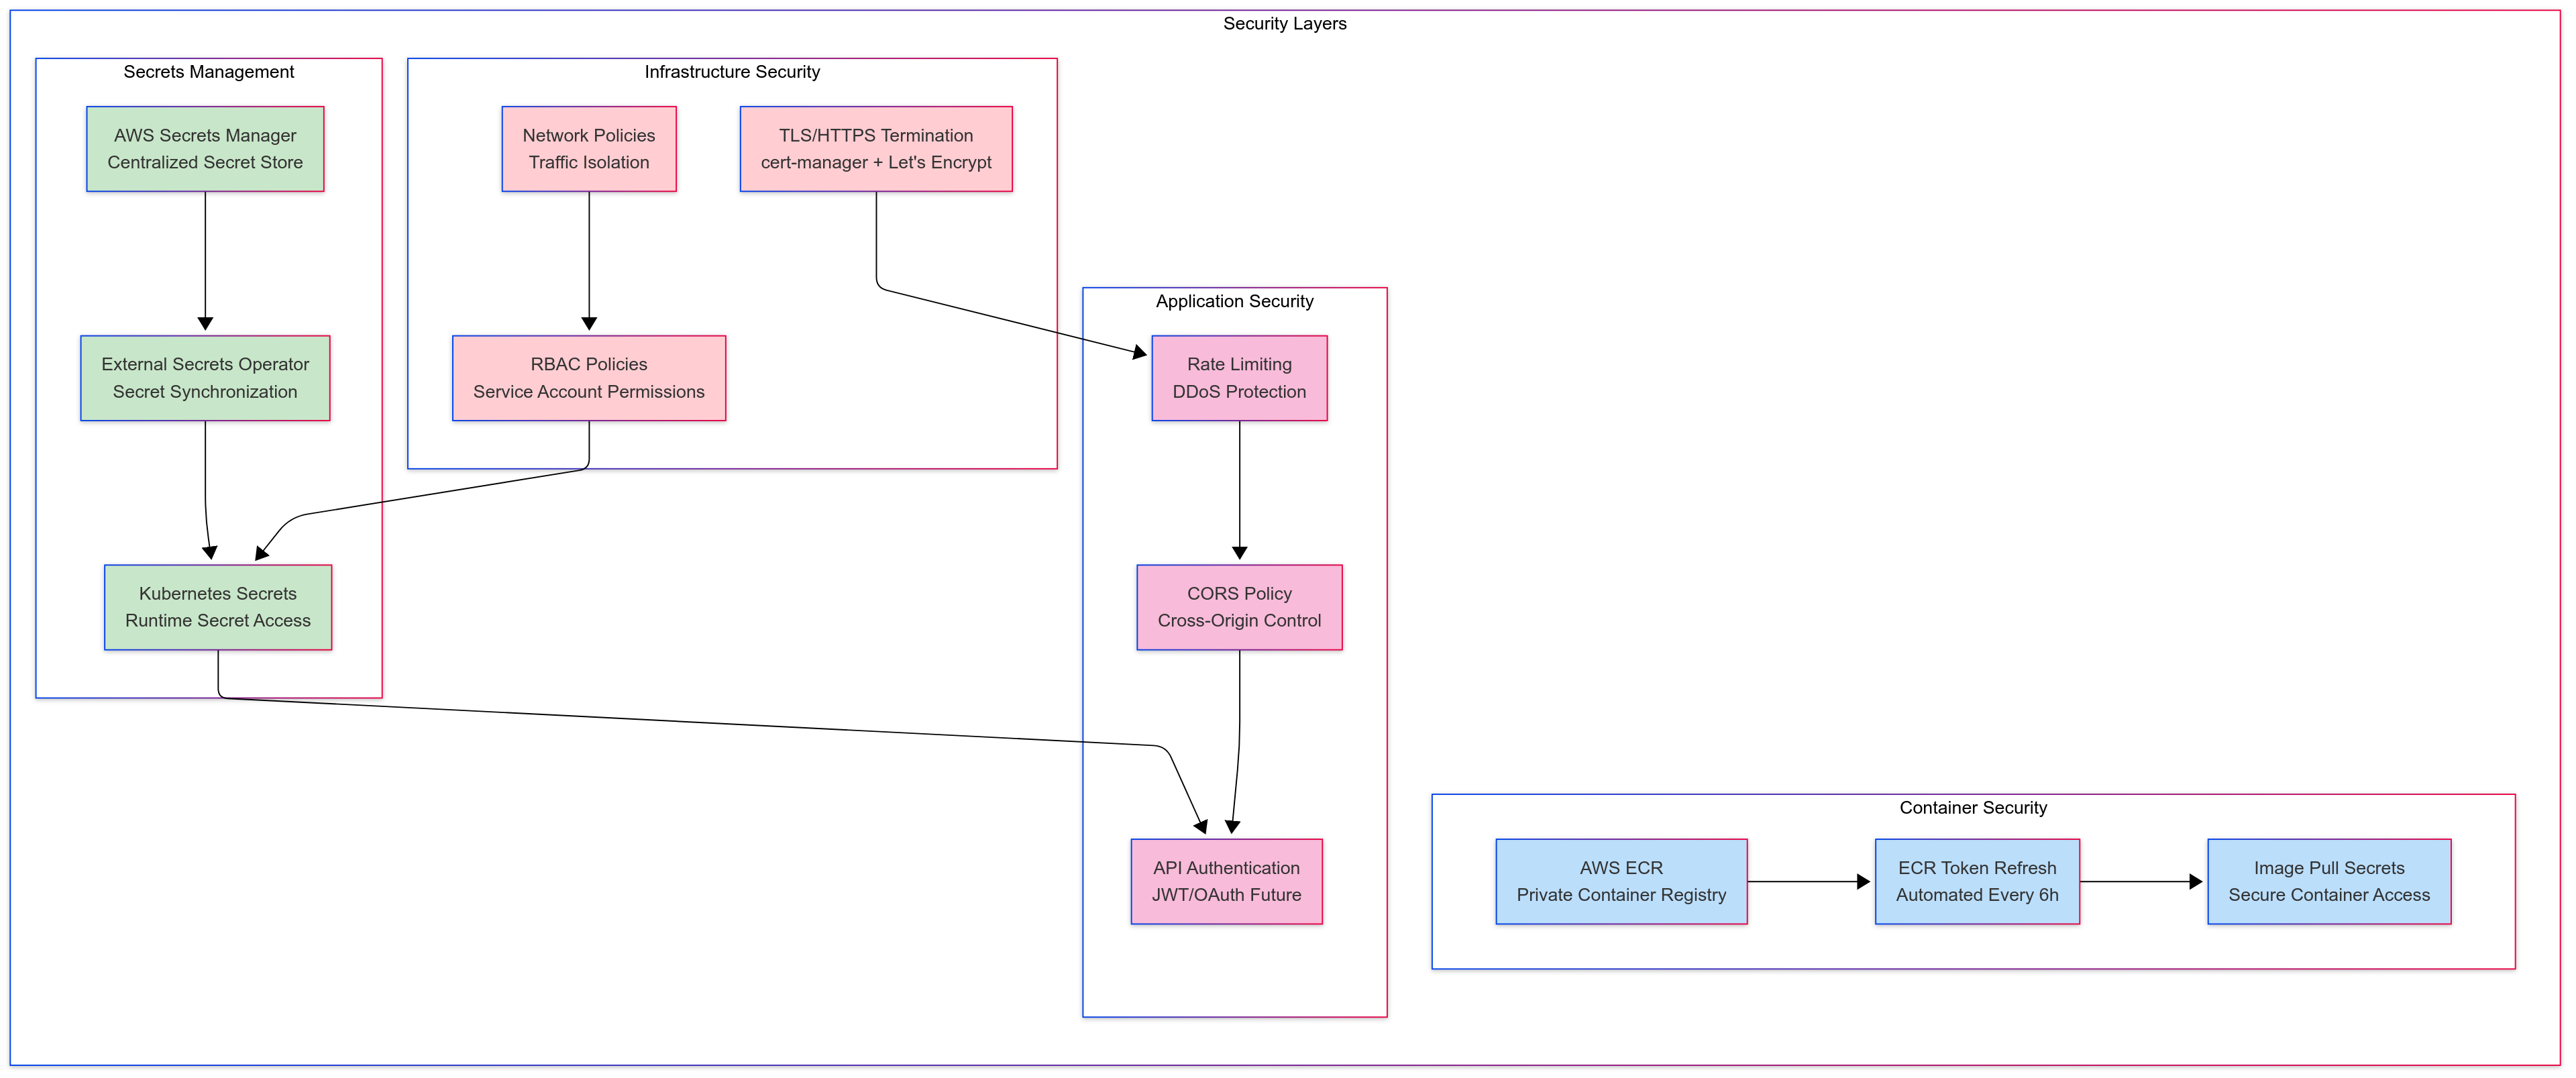 Security Layers
Secrets Management
AWS Secrets Manager
Centralized Secret Store
External Secrets Operator
Secret Synchronization
Kubernetes Secrets
Runtime Secret Access
Infrastructure Security
Network Policies
Traffic Isolation
TLS/HTTPS Termination
cert-manager + Let's Encrypt
RBAC Policies
Service Account Permissions
Application Security
Rate Limiting
DDoS Protection
CORS Policy
Cross-Origin Control
API Authentication
JWT/OAuth Future
Container Security
AWS ECR
Private Container Registry
ECR Token Refresh
Automated Every 6h
Image Pull Secrets
Secure Container Access